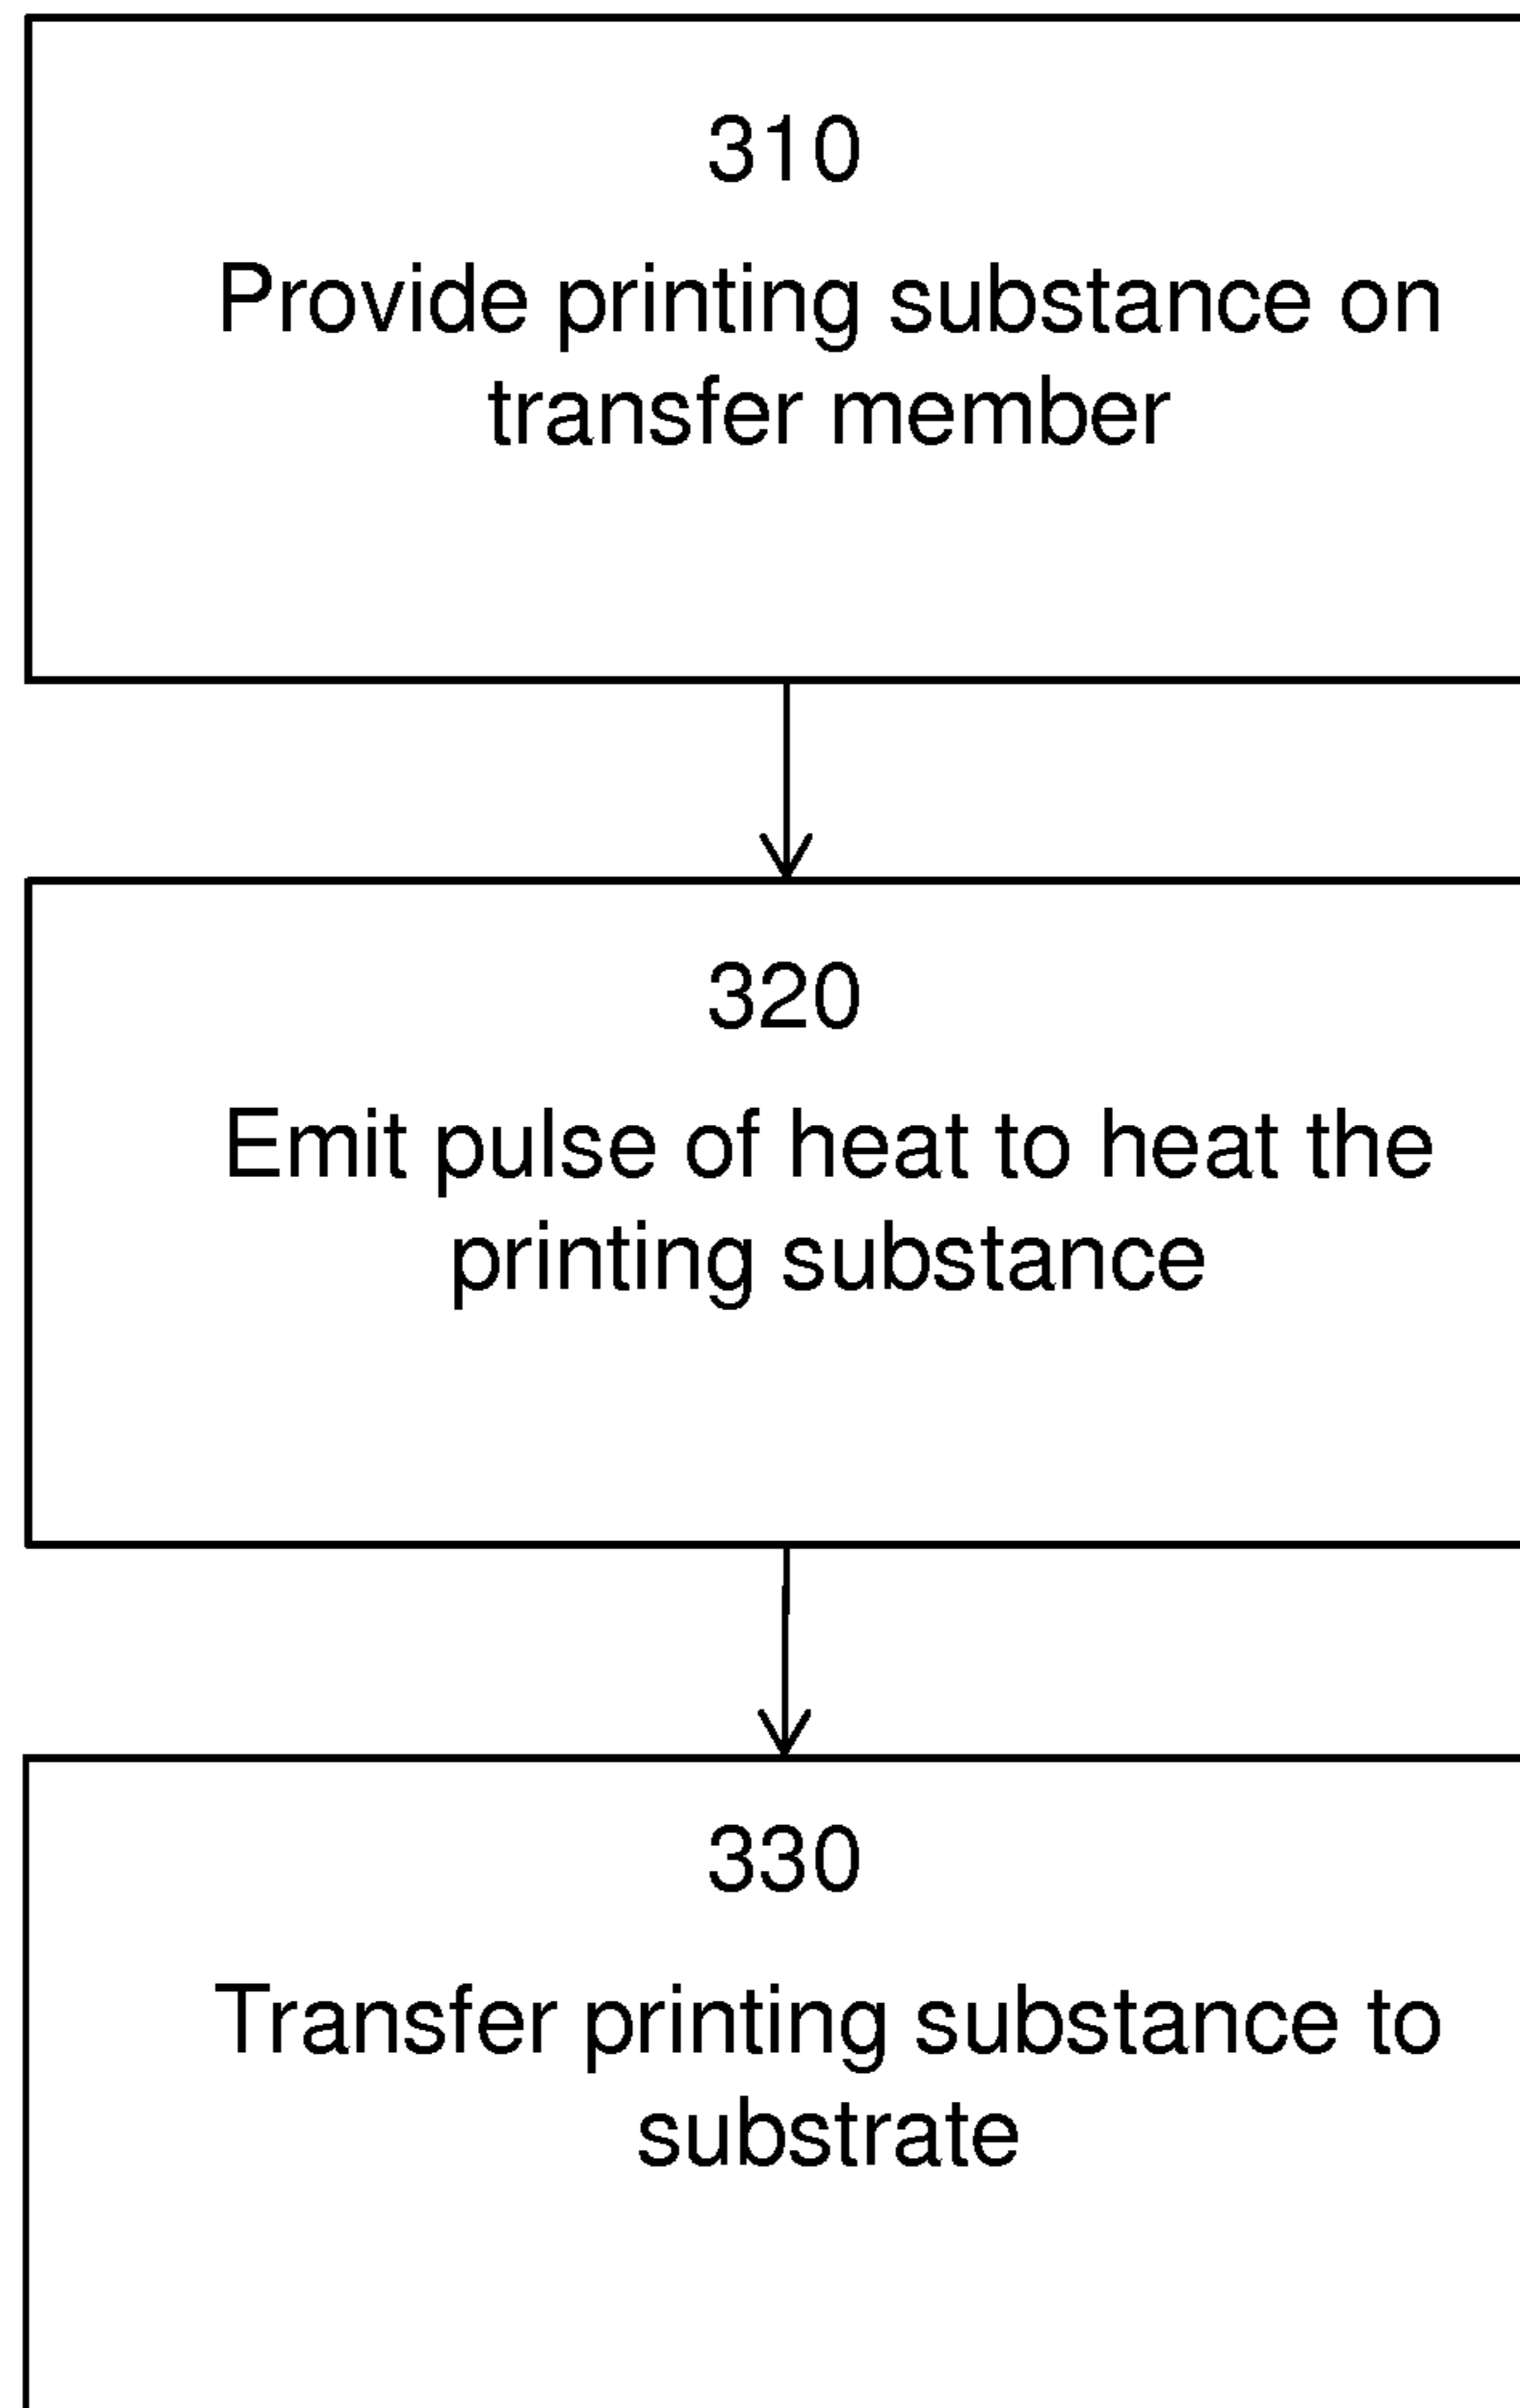 310
Provide printing substance on
transfer member
320
Emit pulse of heat to heat the
printing substance
330
Transfer printing substance to
substrate